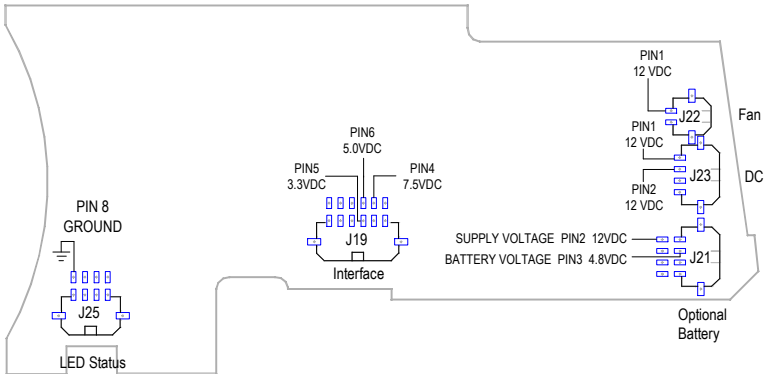 PIN1
12 VDC
J22
Fan
PIN1
12 VDC
J23
DC
PIN2
12 VDC
PIN6
5.0VDC
PIN5
3.3VDC
PIN4
7.5VDC
J19
Interface
PIN 8
GROUND
J25
LED Status
SUPPLY VOLTAGE PIN2 12VDC
BATTERY VOLTAGE PIN3 4.8VDC
J21
Optional
Battery